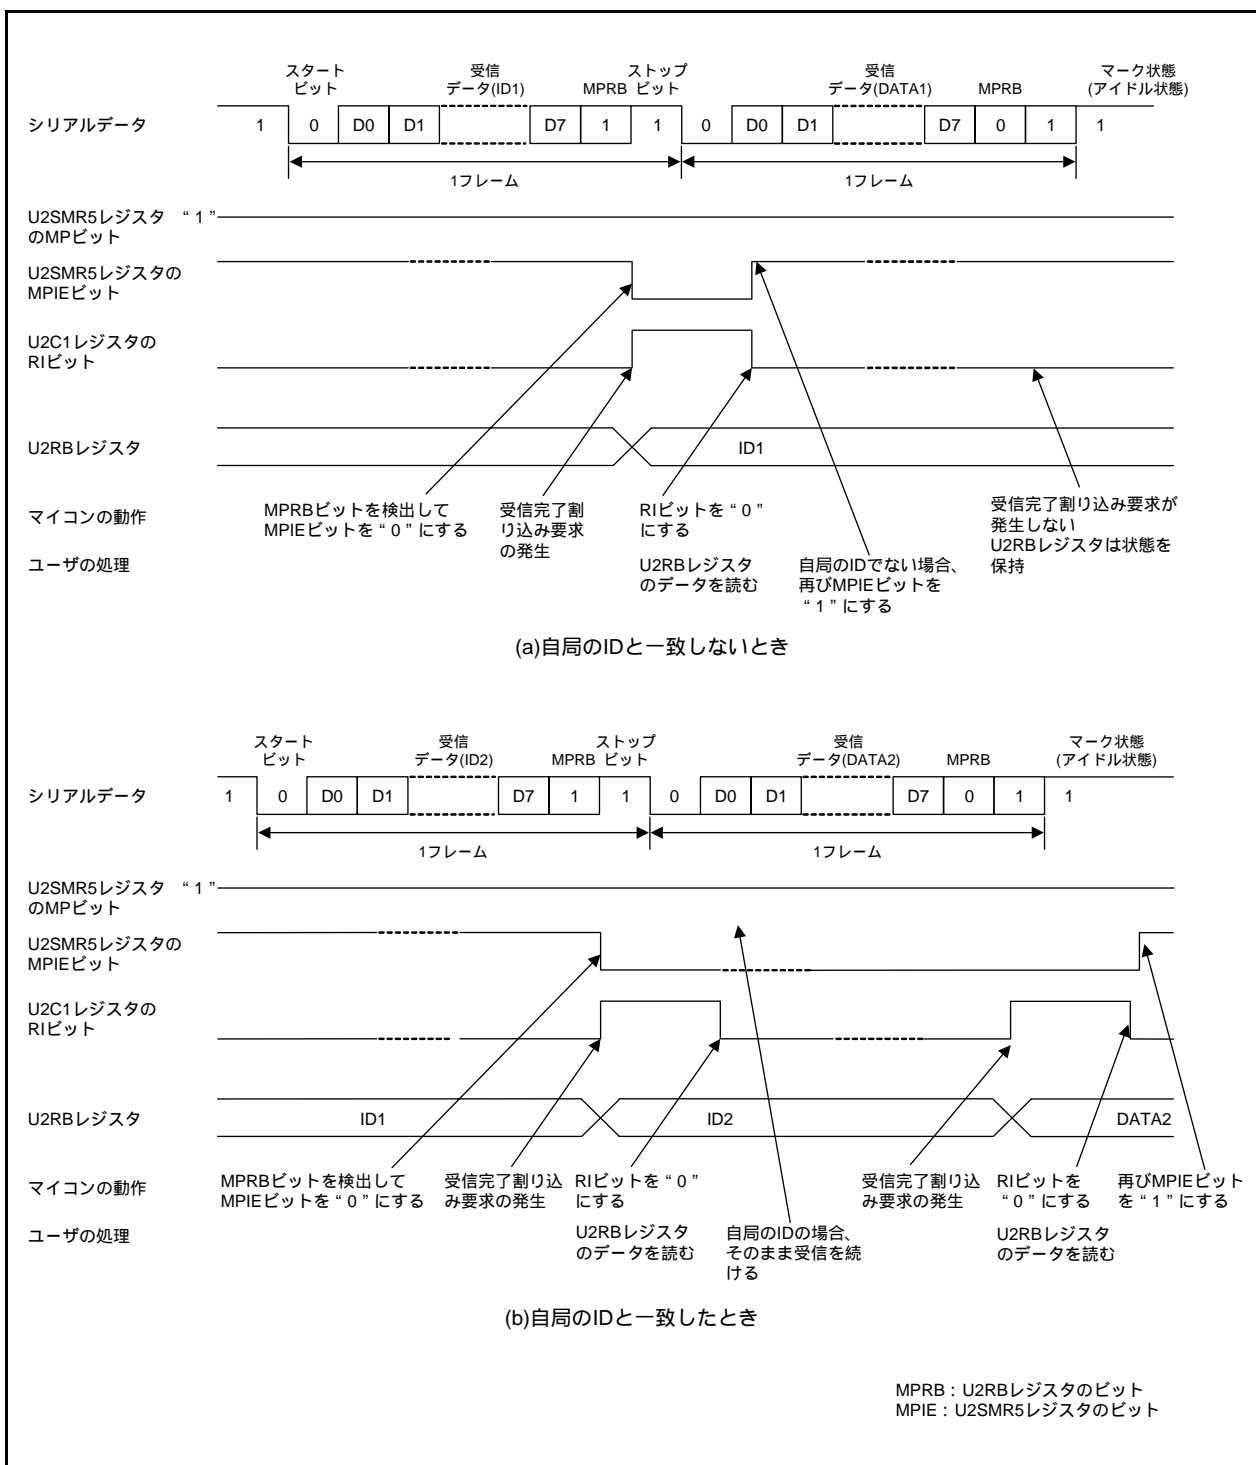 スタート
ビット
受信
データ(ID1)
MPRB
ストップ
ビット
受信
データ(DATA1)
MPRB
マーク状態
(アイドル状態)
シリアルデータ
1 0 D0 D1 D7 1 1 0 D0 D1 D7 0 1 1
1フレーム 1フレーム
U2SMR5レジスタ “ 1 ”
のMPビット
U2SMR5レジスタの
MPIEビット
U2C1レジスタの
RIビット
U2RBレジスタ
ID1
マイコンの動作
MPRBビットを検出して
MPIEビットを“ 0 ”にする
受信完了割
り込み要求
の発生
RIビットを“ 0 ”
にする
受信完了割り込み要求が
発生しない
U2RBレジスタは状態を
保持
ユーザの処理
U2RBレジスタ
のデータを読む
自局のIDでない場合、
再びMPIEビットを
“ 1 ”にする
(a)自局のIDと一致しないとき
スタート
ビット
受信
データ(ID2)
MPRB
ストップ
ビット
受信
データ(DATA2)
MPRB
マーク状態
(アイドル状態)
シリアルデータ
1 0 D0 D1 D7 1 1 0 D0 D1 D7 0 1 1
1フレーム 1フレーム
U2SMR5レジスタ “ 1 ”
のMPビット
U2SMR5レジスタの
MPIEビット
U2C1レジスタの
RIビット
U2RBレジスタ
ID1 ID2 DATA2
マイコンの動作
MPRBビットを検出して
MPIEビットを“ 0 ”にする
受信完了割り込
み要求の発生
RIビットを“ 0 ”
にする
受信完了割り込
み要求の発生
RIビットを
“ 0 ”にする
再びMPIEビット
を“ 1 ”にする
ユーザの処理
U2RBレジスタ
のデータを読む
自局のIDの場合、
そのまま受信を続
ける
U2RBレジスタ
のデータを読む
(b)自局のIDと一致したとき
MPRB：U2RBレジスタのビット
MPIE：U2SMR5レジスタのビット